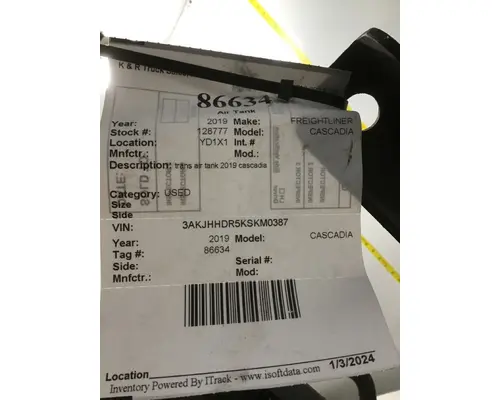 K & R Truck
86634
Air Tank
Year: 2019 Make: FREIGHTLINER
Stock #: 128777 Model: CASCADIA
Location: YD1X1 Int. #
Mnfctr.: Mod.:
Description: trans air tank 2019 cascadia
Category: USED
Size
Side
VIN: 3AKJHHDR5KSKM0387
Year: 2019 Model: CASCADIA
Tag #: 86634
Side: Serial #:
Mnfctr.: Mod:
Location
1/3/2024
Inventory Powered By ITrack - www.isoftdata.com